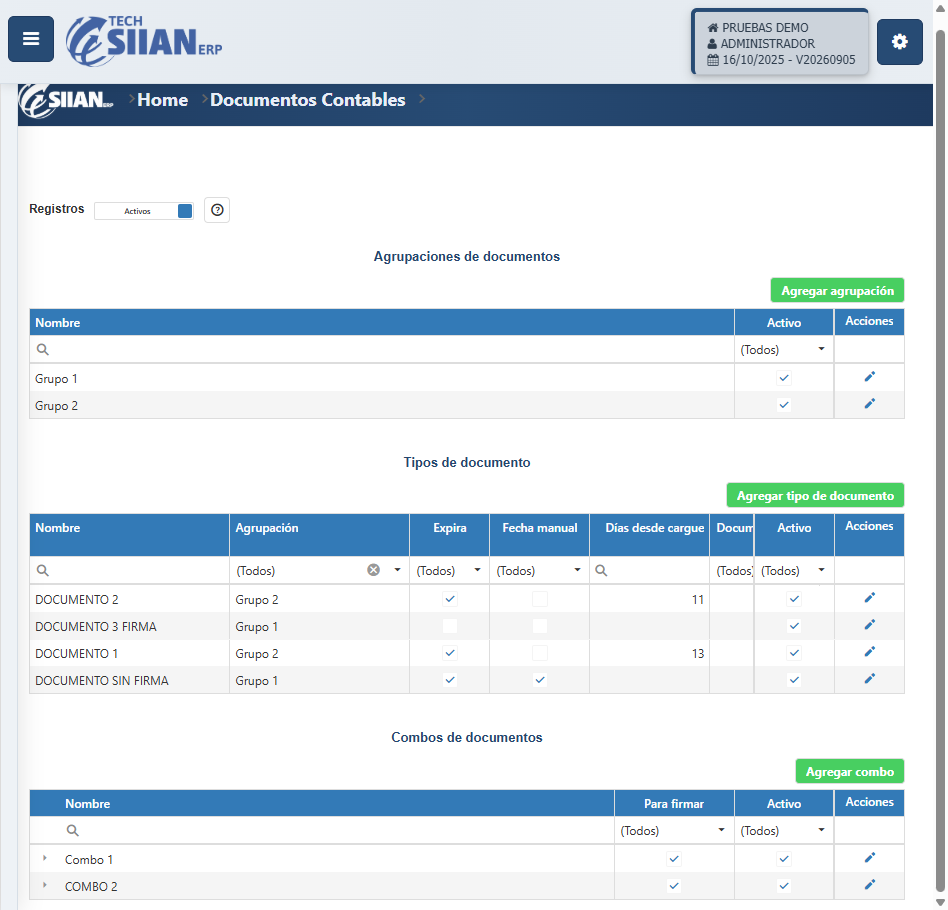 TECH
SIIAN ERP
PRUEBAS DEMO
ADMINISTRADOR
16/10/2025 - V20260905
SIIAN ERP Home Documentos Contables
Registros Activos
Agrupaciones de documentos
Agregar agrupación
Nombre Activo Acciones
(Todos)
Grupo 1
Grupo 2
Tipos de documento
Agregar tipo de documento
Nombre Agrupación Expira Fecha manual Días desde cargue Docum Activo Acciones
(Todos) (Todos) (Todos) (Todos) (Todos)
DOCUMENTO 2 Grupo 2 11
DOCUMENTO 3 FIRMA Grupo 1
DOCUMENTO 1 Grupo 2 13
DOCUMENTO SIN FIRMA Grupo 1
Combos de documentos
Agregar combo
Nombre Para firmar Activo Acciones
(Todos) (Todos)
Combo 1
COMBO 2